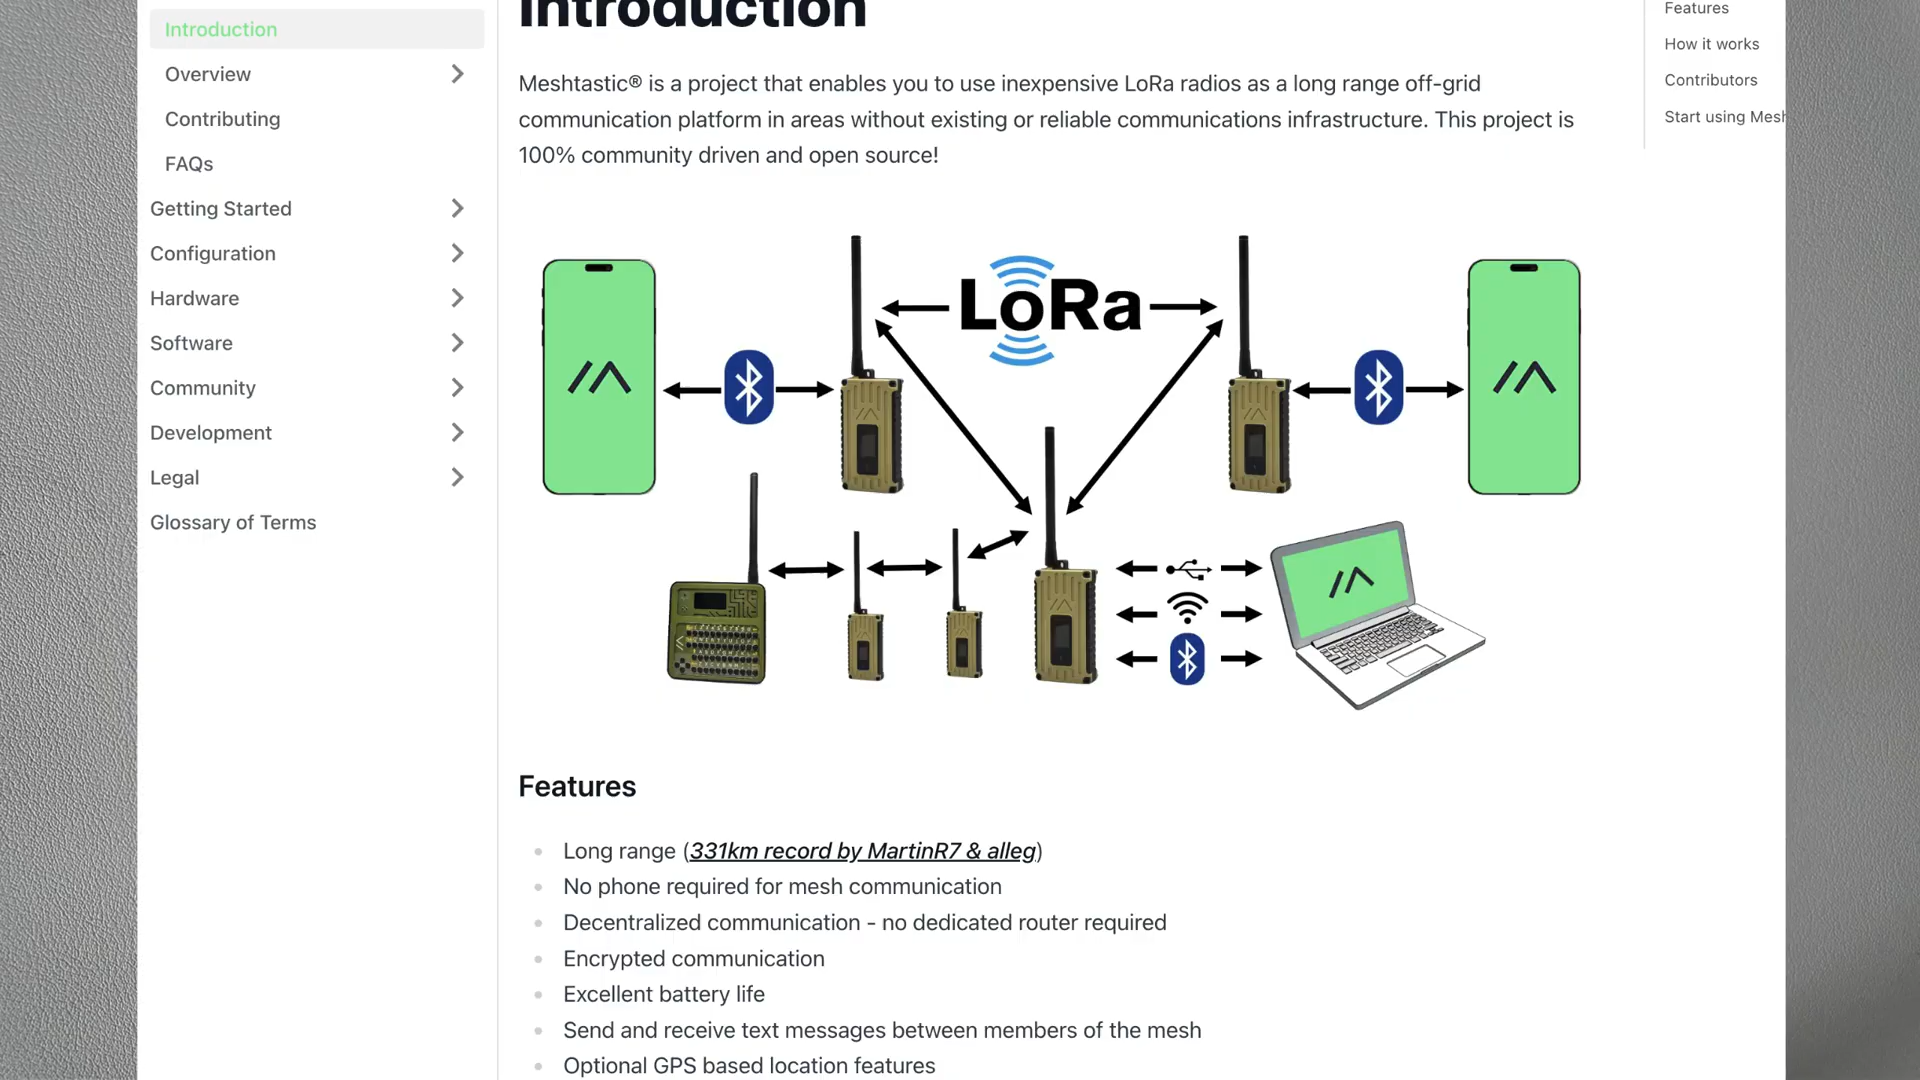 Introduction
Introduction
Overview
Contributing
FAQs
Getting Started
Configuration
Hardware
Software
Community
Development
Legal
Glossary of Terms
Meshtastic® is a project that enables you to use inexpensive LoRa radios as a long range off-grid
communication platform in areas without existing or reliable communications infrastructure. This project is
100% community driven and open source!
LoRa
Features
Long range (331km record by MartinR7 & alleg)
No phone required for mesh communication
Decentralized communication - no dedicated router required
Encrypted communication
Excellent battery life
Send and receive text messages between members of the mesh
Optional GPS based location features
Features
How it works
Contributors
Start using Mesh